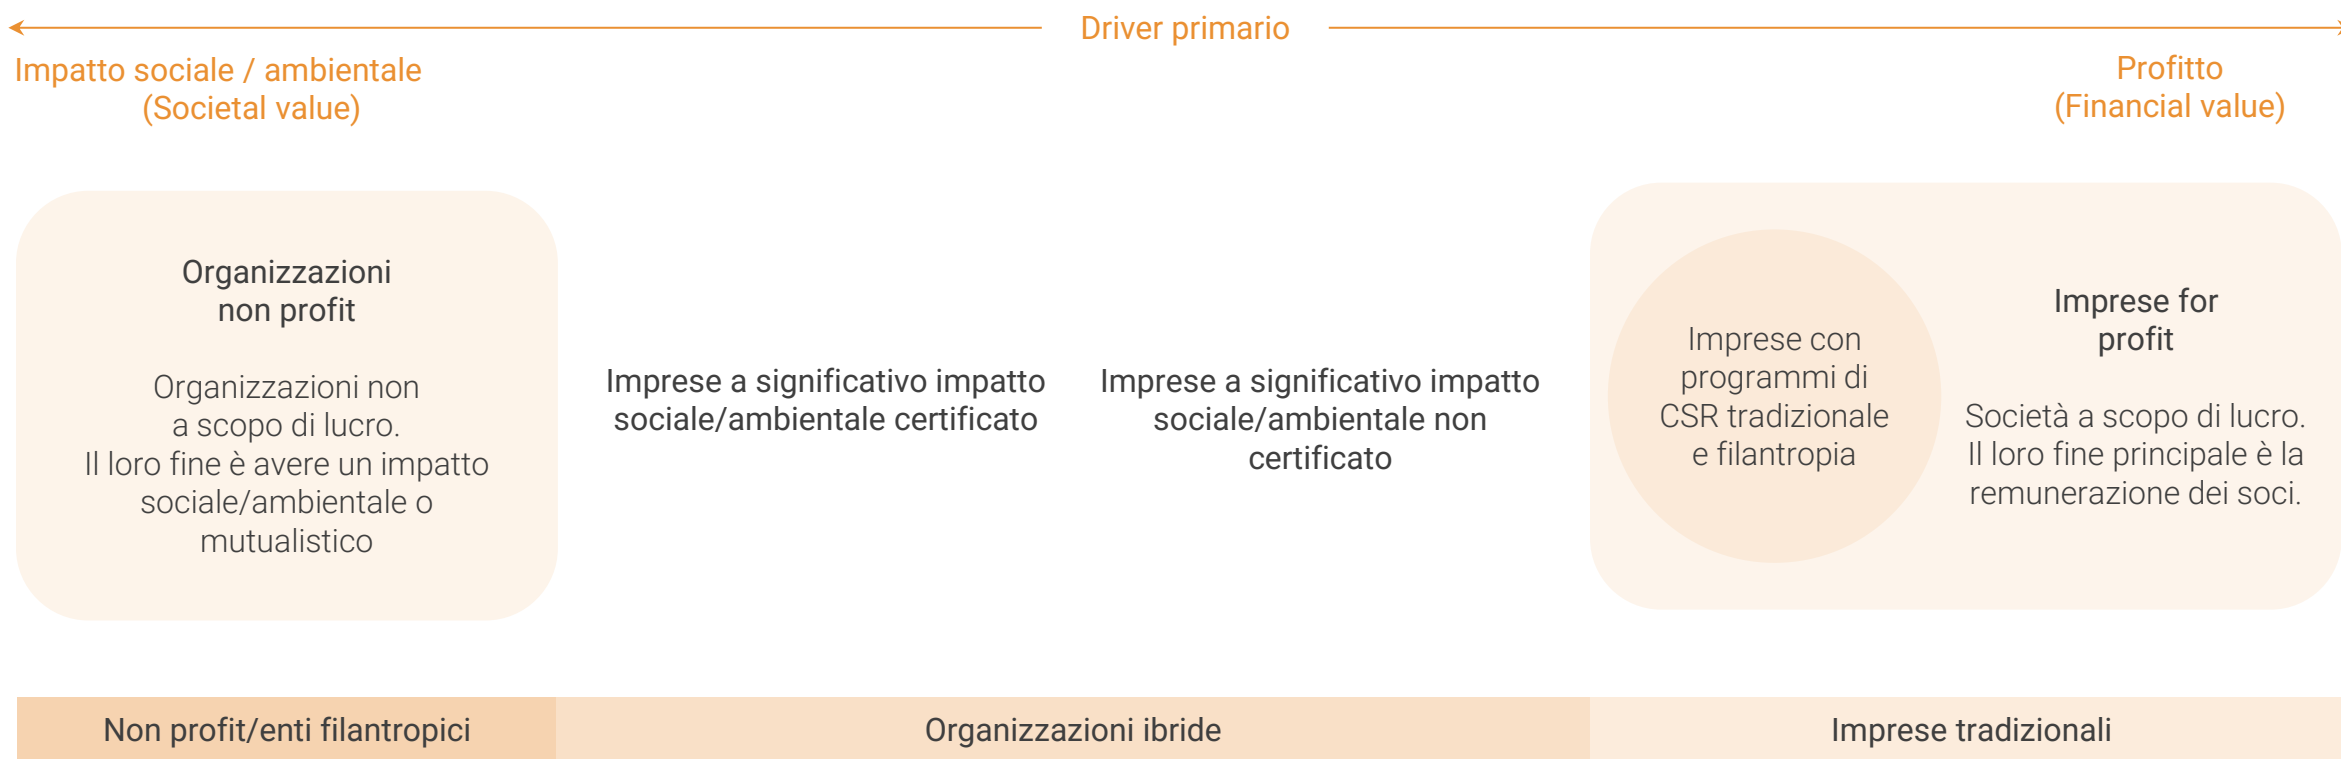 Driver primario
Impatto sociale / ambientale
(Societal value)
Profitto
(Financial value)
Organizzazioni
non profit
Organizzazioni non
a scopo di lucro.
Il loro fine è avere un impatto
sociale/ambientale o
mutualistico
Imprese a significativo impatto
sociale/ambientale certificato
Imprese a significativo impatto
sociale/ambientale non
certificato
Imprese con
programmi di
CSR tradizionale
e filantropia
Imprese for
profit
Società a scopo di lucro.
Il loro fine principale è la
remunerazione dei soci.
Non profit/enti filantropici
Organizzazioni ibride
Imprese tradizionali